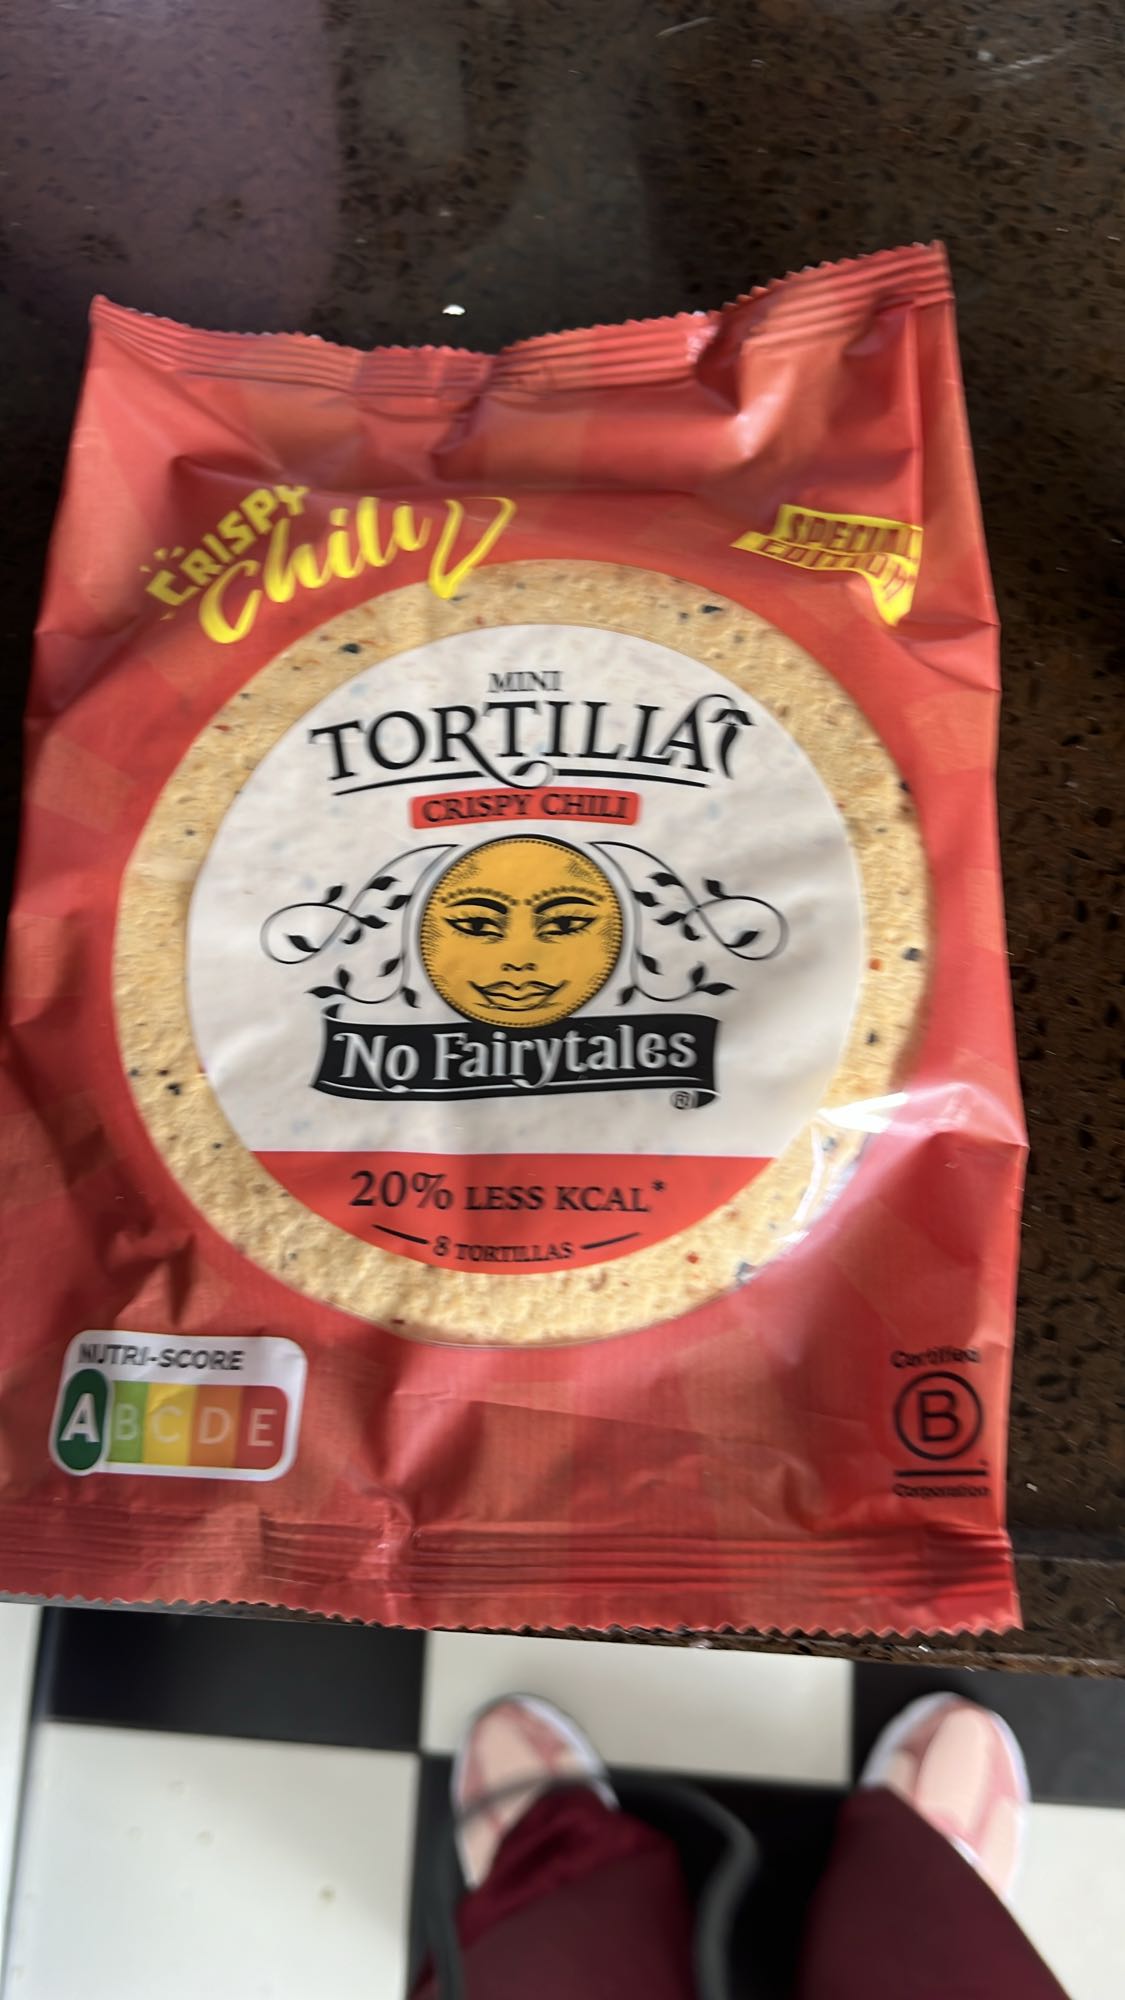 CRISPY
Chili
SPECIAL
EDITION
MINI
TORTILLA
CRISPY CHILI
No Fairytales
®
20% LESS KCAL*
8 TORTILLAS
NUTRI-SCORE
A B C D E
Certified
B
Corporation